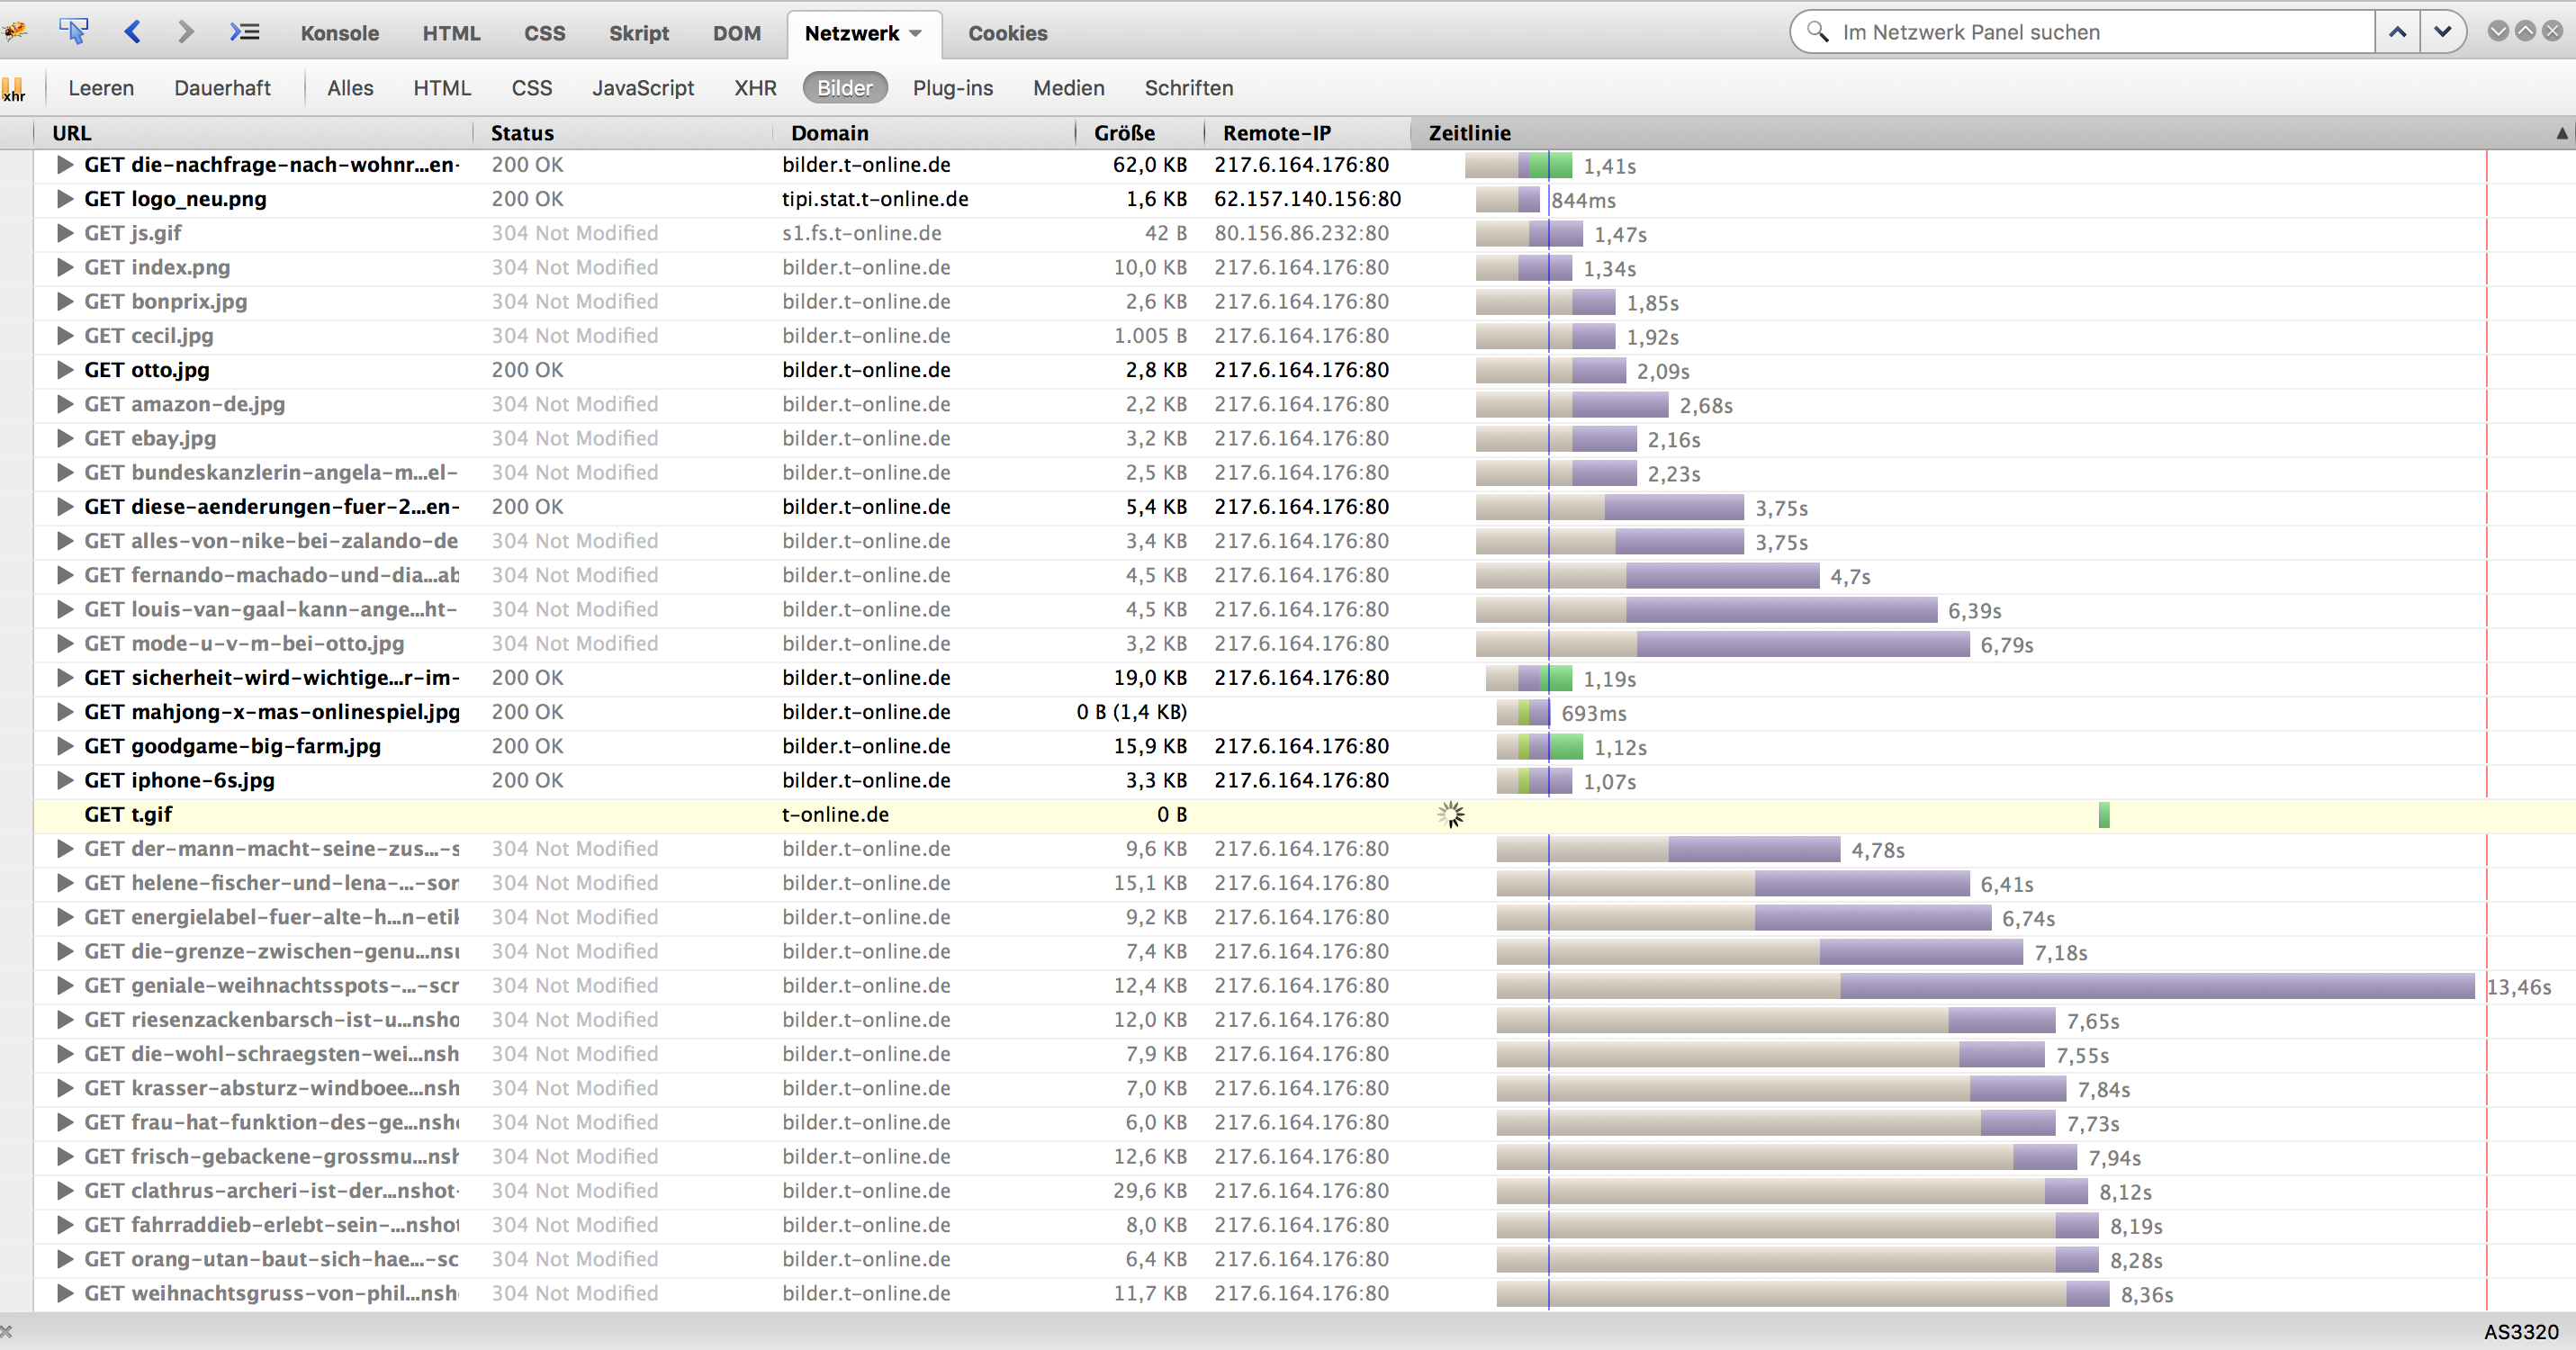 Konsole HTML CSS Skript DOM Netzwerk Cookies Im Netzwerk Panel suchen
xhr Leeren Dauerhaft Alles HTML CSS JavaScript XHR Bilder Plug-ins Medien Schriften
URL Status Domain Größe Remote-IP Zeitlinie
GET die-nachfrage-nach-wohnr...en- 200 OK bilder.t-online.de 62,0 KB 217.6.164.176:80 1,41s
GET logo_neu.png 200 OK tipi.stat.t-online.de 1,6 KB 62.157.140.156:80 844ms
GET js.gif 304 Not Modified s1.fs.t-online.de 42 B 80.156.86.232:80 1,47s
GET index.png 304 Not Modified bilder.t-online.de 10,0 KB 217.6.164.176:80 1,34s
GET bonprix.jpg 304 Not Modified bilder.t-online.de 2,6 KB 217.6.164.176:80 1,85s
GET cecil.jpg 304 Not Modified bilder.t-online.de 1.005 B 217.6.164.176:80 1,92s
GET otto.jpg 200 OK bilder.t-online.de 2,8 KB 217.6.164.176:80 2,09s
GET amazon-de.jpg 304 Not Modified bilder.t-online.de 2,2 KB 217.6.164.176:80 2,68s
GET ebay.jpg 304 Not Modified bilder.t-online.de 3,2 KB 217.6.164.176:80 2,16s
GET bundeskanzlerin-angela-m...el- 304 Not Modified bilder.t-online.de 2,5 KB 217.6.164.176:80 2,23s
GET diese-aenderungen-fuer-2...en- 200 OK bilder.t-online.de 5,4 KB 217.6.164.176:80 3,75s
GET alles-von-nike-bei-zalando-de 304 Not Modified bilder.t-online.de 3,4 KB 217.6.164.176:80 3,75s
GET fernando-machado-und-dia...ab 304 Not Modified bilder.t-online.de 4,5 KB 217.6.164.176:80 4,7s
GET louis-van-gaal-kann-ange...ht- 304 Not Modified bilder.t-online.de 4,5 KB 217.6.164.176:80 6,39s
GET mode-u-v-m-bei-otto.jpg 304 Not Modified bilder.t-online.de 3,2 KB 217.6.164.176:80 6,79s
GET sicherheit-wird-wichtige...r-im- 200 OK bilder.t-online.de 19,0 KB 217.6.164.176:80 1,19s
GET mahjong-x-mas-onlinespiel.jpg 200 OK bilder.t-online.de 0 B (1,4 KB) 693ms
GET goodgame-big-farm.jpg 200 OK bilder.t-online.de 15,9 KB 217.6.164.176:80 1,12s
GET iphone-6s.jpg 200 OK bilder.t-online.de 3,3 KB 217.6.164.176:80 1,07s
GET t.gif t-online.de 0 B
GET der-mann-macht-seine-zus...-s 304 Not Modified bilder.t-online.de 9,6 KB 217.6.164.176:80 4,78s
GET helene-fischer-und-lena-...-son 304 Not Modified bilder.t-online.de 15,1 KB 217.6.164.176:80 6,41s
GET energielabel-fuer-alte-h...n-etik 304 Not Modified bilder.t-online.de 9,2 KB 217.6.164.176:80 6,74s
GET die-grenze-zwischen-genu...nsu 304 Not Modified bilder.t-online.de 7,4 KB 217.6.164.176:80 7,18s
GET geniale-weihnachtsspots-...-scr 304 Not Modified bilder.t-online.de 12,4 KB 217.6.164.176:80 13,46s
GET riesenzackenbarsch-ist-u...nsho 304 Not Modified bilder.t-online.de 12,0 KB 217.6.164.176:80 7,65s
GET die-wohl-schraegsten-wei...nsh 304 Not Modified bilder.t-online.de 7,9 KB 217.6.164.176:80 7,55s
GET krasser-absturz-windboee...nsh 304 Not Modified bilder.t-online.de 7,0 KB 217.6.164.176:80 7,84s
GET frau-hat-funktion-des-ge...nsho 304 Not Modified bilder.t-online.de 6,0 KB 217.6.164.176:80 7,73s
GET frisch-gebackene-grossmu...nsh 304 Not Modified bilder.t-online.de 12,6 KB 217.6.164.176:80 7,94s
GET clathrus-archeri-ist-der...nshot- 304 Not Modified bilder.t-online.de 29,6 KB 217.6.164.176:80 8,12s
GET fahrraddieb-erlebt-sein-...nshot 304 Not Modified bilder.t-online.de 8,0 KB 217.6.164.176:80 8,19s
GET orang-utan-baut-sich-hae...-sc 304 Not Modified bilder.t-online.de 6,4 KB 217.6.164.176:80 8,28s
GET weihnachtsgruss-von-phil...nsh 304 Not Modified bilder.t-online.de 11,7 KB 217.6.164.176:80 8,36s
AS3320